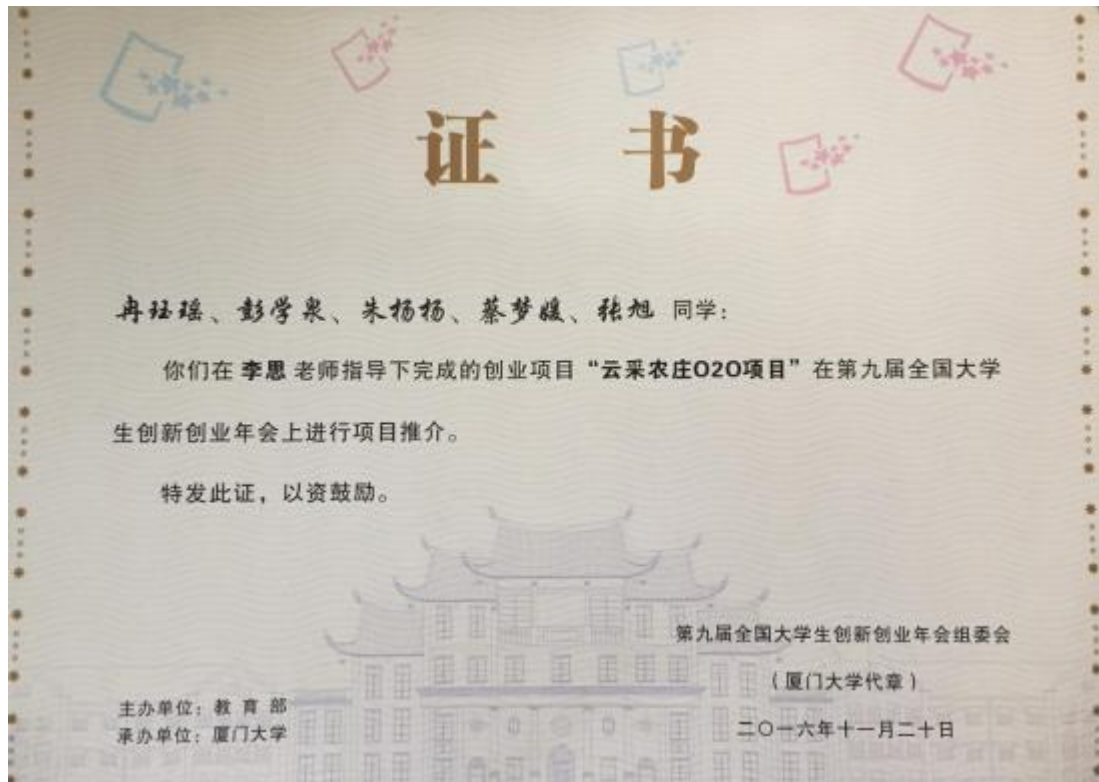 证 书
冉珏瑶、彭学泉、朱杨杨、蔡梦媛、张旭 同学：
你们在 李思 老师指导下完成的创业项目“云采农庄O2O项目”在第九届全国大学
生创新创业年会上进行项目推介。
特发此证，以资鼓励。
第九届全国大学生创新创业年会组委会
（厦门大学代章）
主办单位：教 育 部
承办单位：厦门大学
二〇一六年十一月二十日